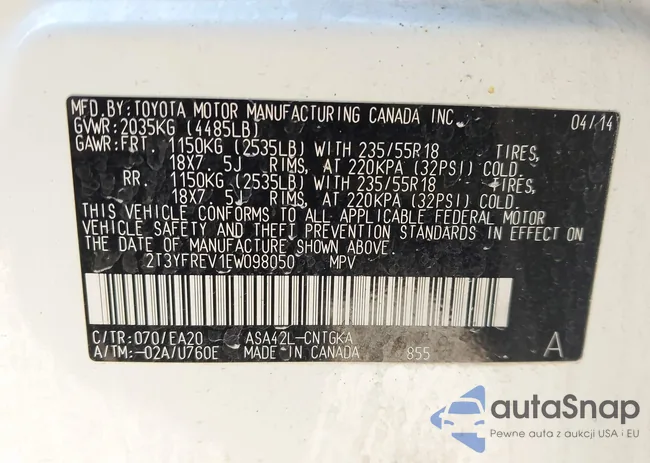 MFD.BY:TOYOTA MOTOR MANUFACTURING CANADA INC. 04/14
GVWR:2035KG (4485LB)
GAWR:FRT. 1150KG(2535LB) WITH 235/55R18 TIRES,
18X7.5J RIMS, AT 220KPA (32PSI) COLD.
RR. 1150KG(2535LB) WITH 235/55R18 TIRES,
18X7.5J RIMS, AT 220KPA (32PSI) COLD.
THIS VEHICLE CONFORMS TO ALL APPLICABLE FEDERAL MOTOR
VEHICLE SAFETY AND THEFT PREVENTION STANDARDS IN EFFECT
ON THE DATE OF MANUFACTURE SHOWN ABOVE.
2T3YFREV1EW098050 MPV
C/TR:070/EA20 ASA42L-CNTGKA
A/TM:-02A/U760E MADE IN CANADA 855 A
autoSnap
Pewne auta z aukcji USA i EU